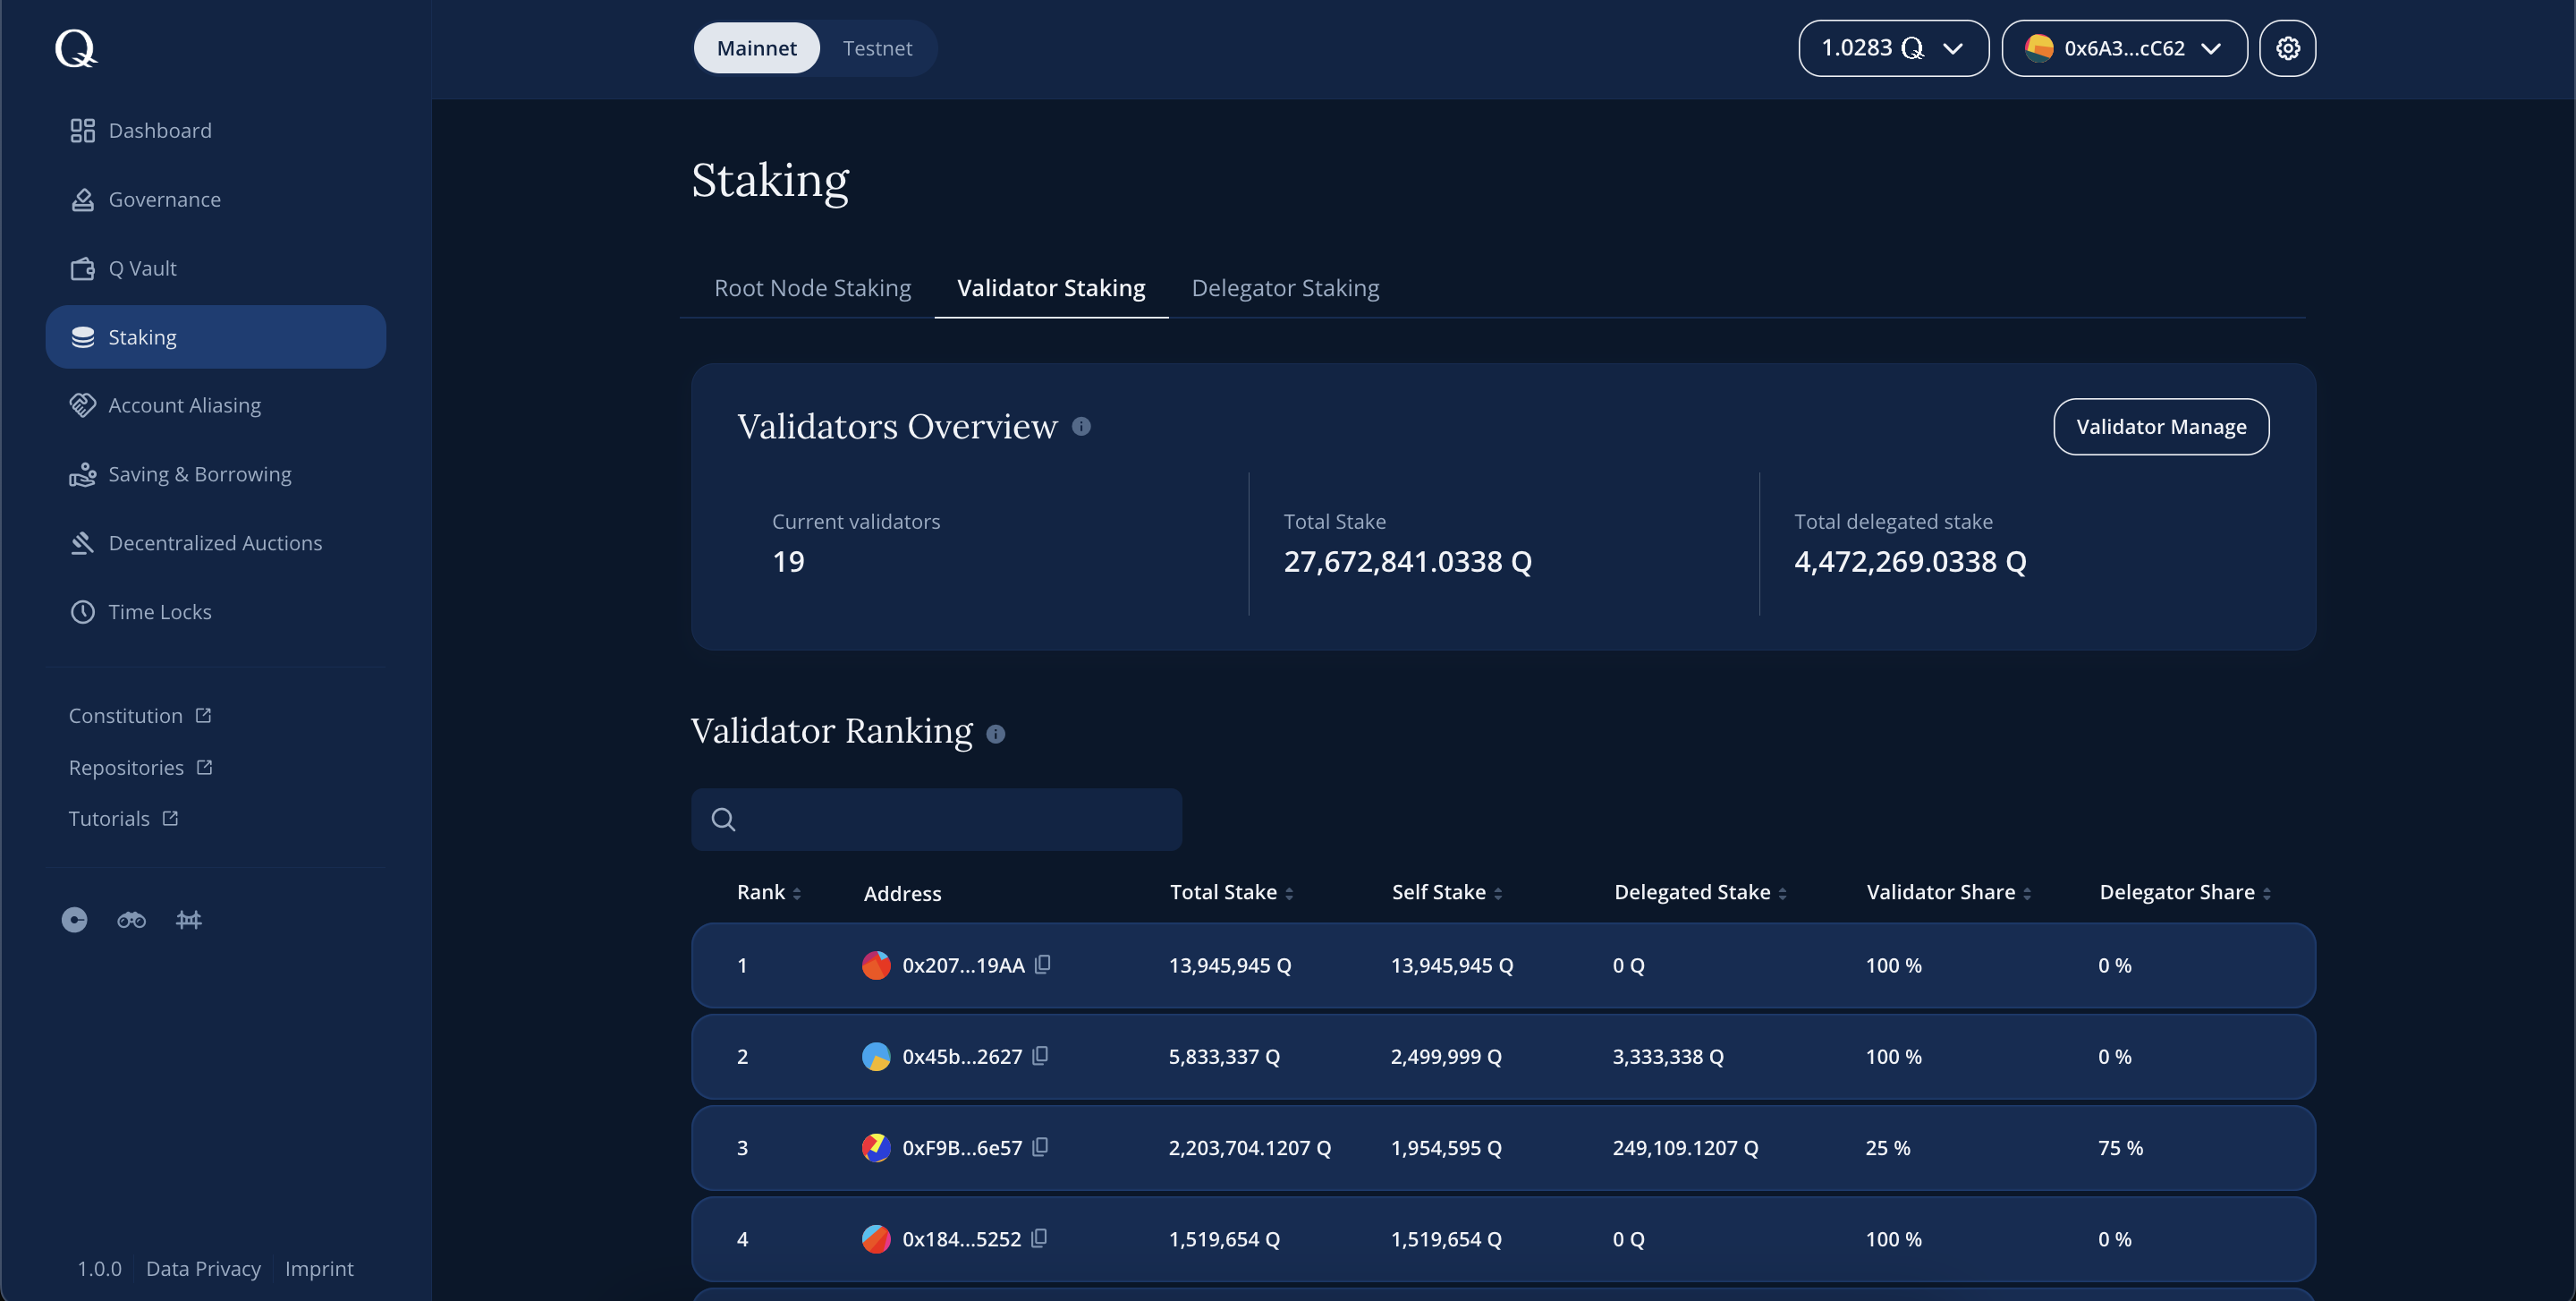 Q
Mainnet Testnet
1.0283 Q 0x6A3...cC62
Dashboard
Governance
Q Vault
Staking
Account Aliasing
Saving & Borrowing
Decentralized Auctions
Time Locks
Constitution
Repositories
Tutorials
1.0.0 Data Privacy Imprint
Staking
Root Node Staking Validator Staking Delegator Staking
Validators Overview
Validator Manage
Current validators Total Stake Total delegated stake
19 27,672,841.0338 Q 4,472,269.0338 Q
Validator Ranking
Rank Address Total Stake Self Stake Delegated Stake Validator Share Delegator Share
1 0x207...19AA 13,945,945 Q 13,945,945 Q 0 Q 100 % 0 %
2 0x45b...2627 5,833,337 Q 2,499,999 Q 3,333,338 Q 100 % 0 %
3 0xF9B...6e57 2,203,704.1207 Q 1,954,595 Q 249,109.1207 Q 25 % 75 %
4 0x184...5252 1,519,654 Q 1,519,654 Q 0 Q 100 % 0 %